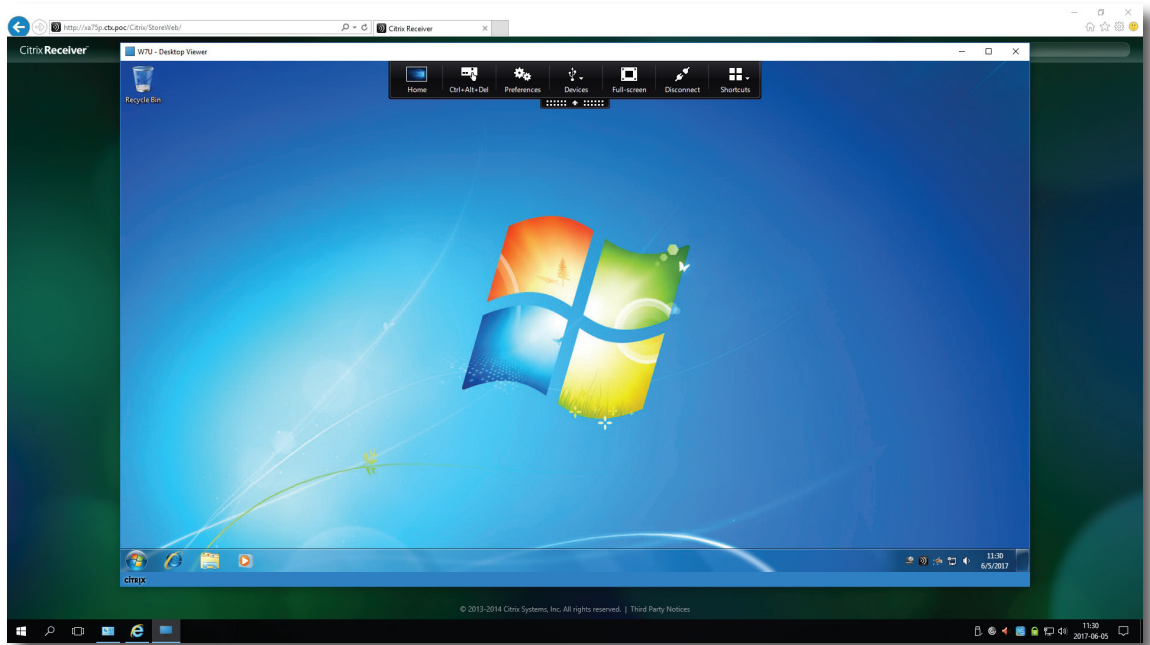 http://xa75p.ctx.poc/Citrix/StoreWeb/
Citrix Receiver
Citrix Receiver
W7U - Desktop Viewer
Home
Ctrl+Alt+Del
Preferences
Devices
Full-screen
Disconnect
Shortcuts
Recycle Bin
11:30
6/5/2017
CITRIX
© 2013-2014 Citrix Systems, Inc. All rights reserved. | Third Party Notices
11:30
2017-06-05